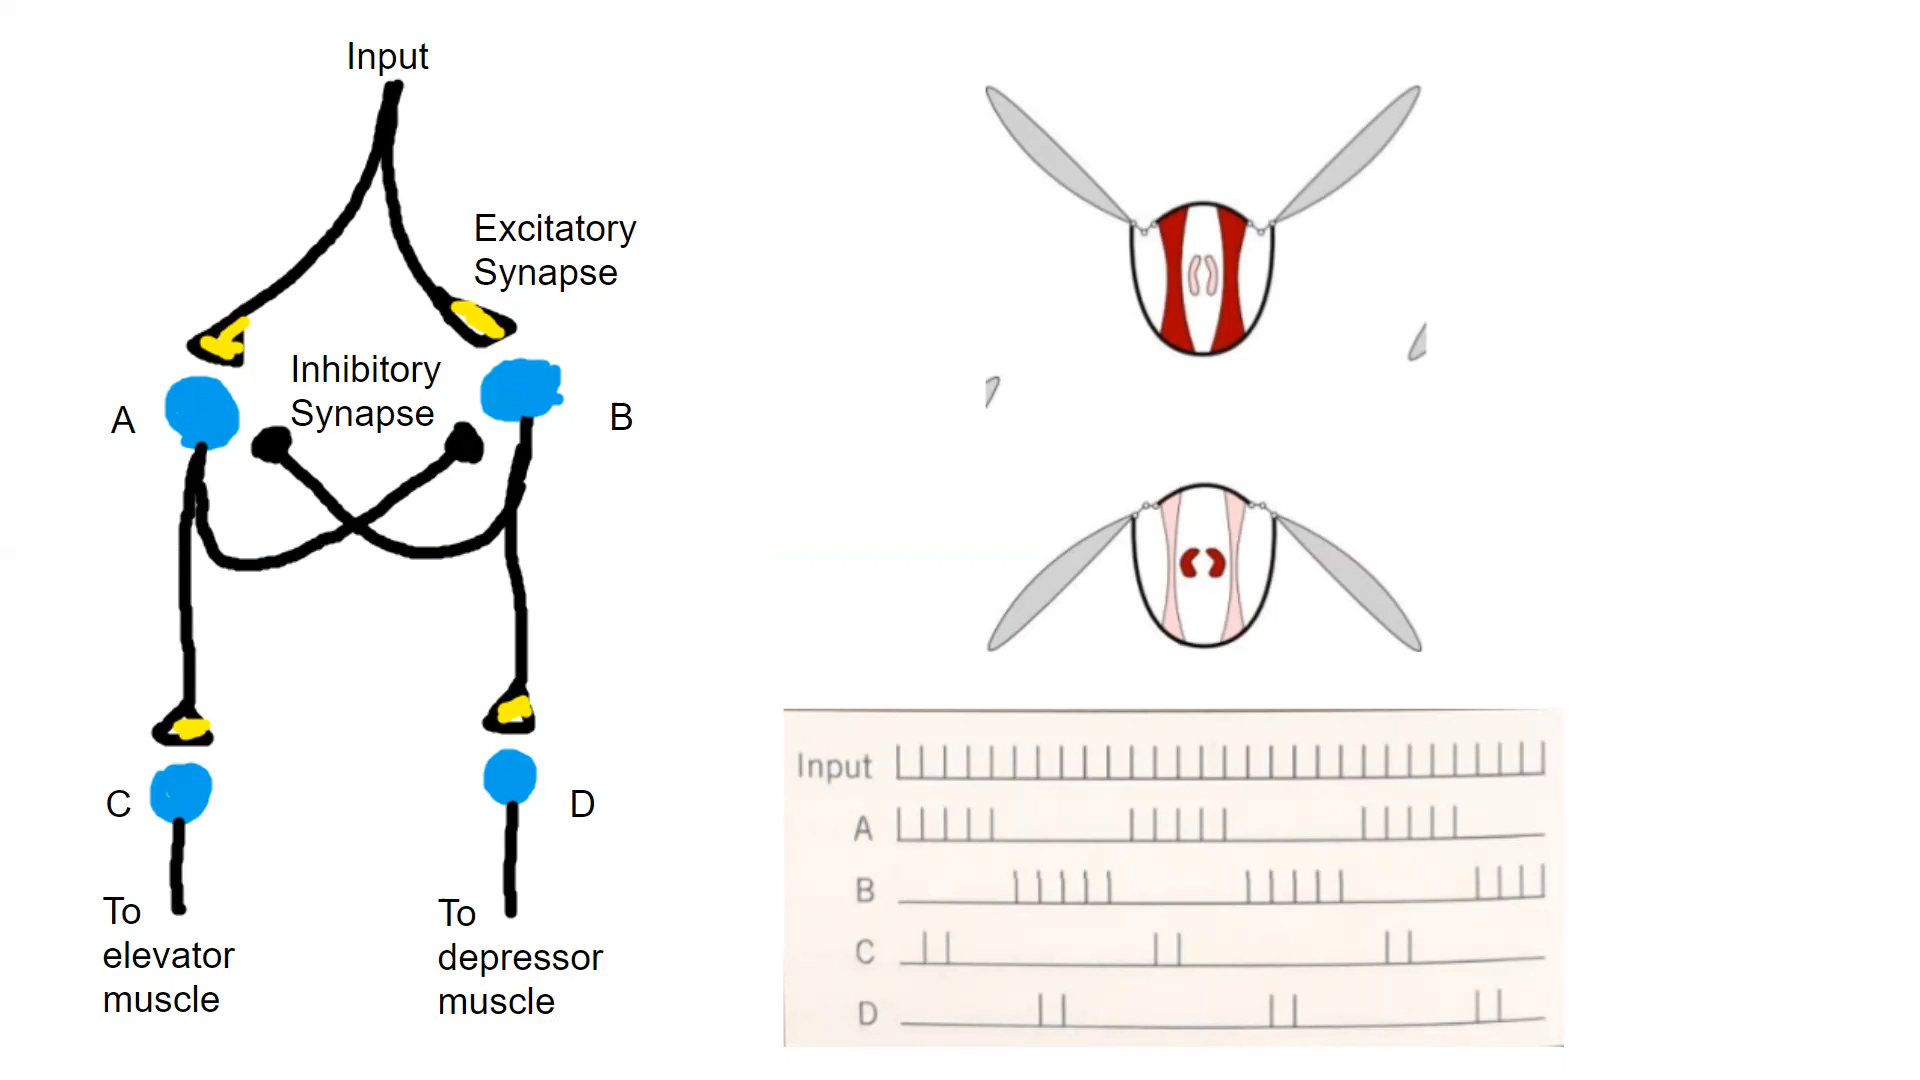 Input
Excitatory
Synapse
Inhibitory
Synapse
A
B
C
D
To
elevator
muscle
To
depressor
muscle
Input
A
B
C
D